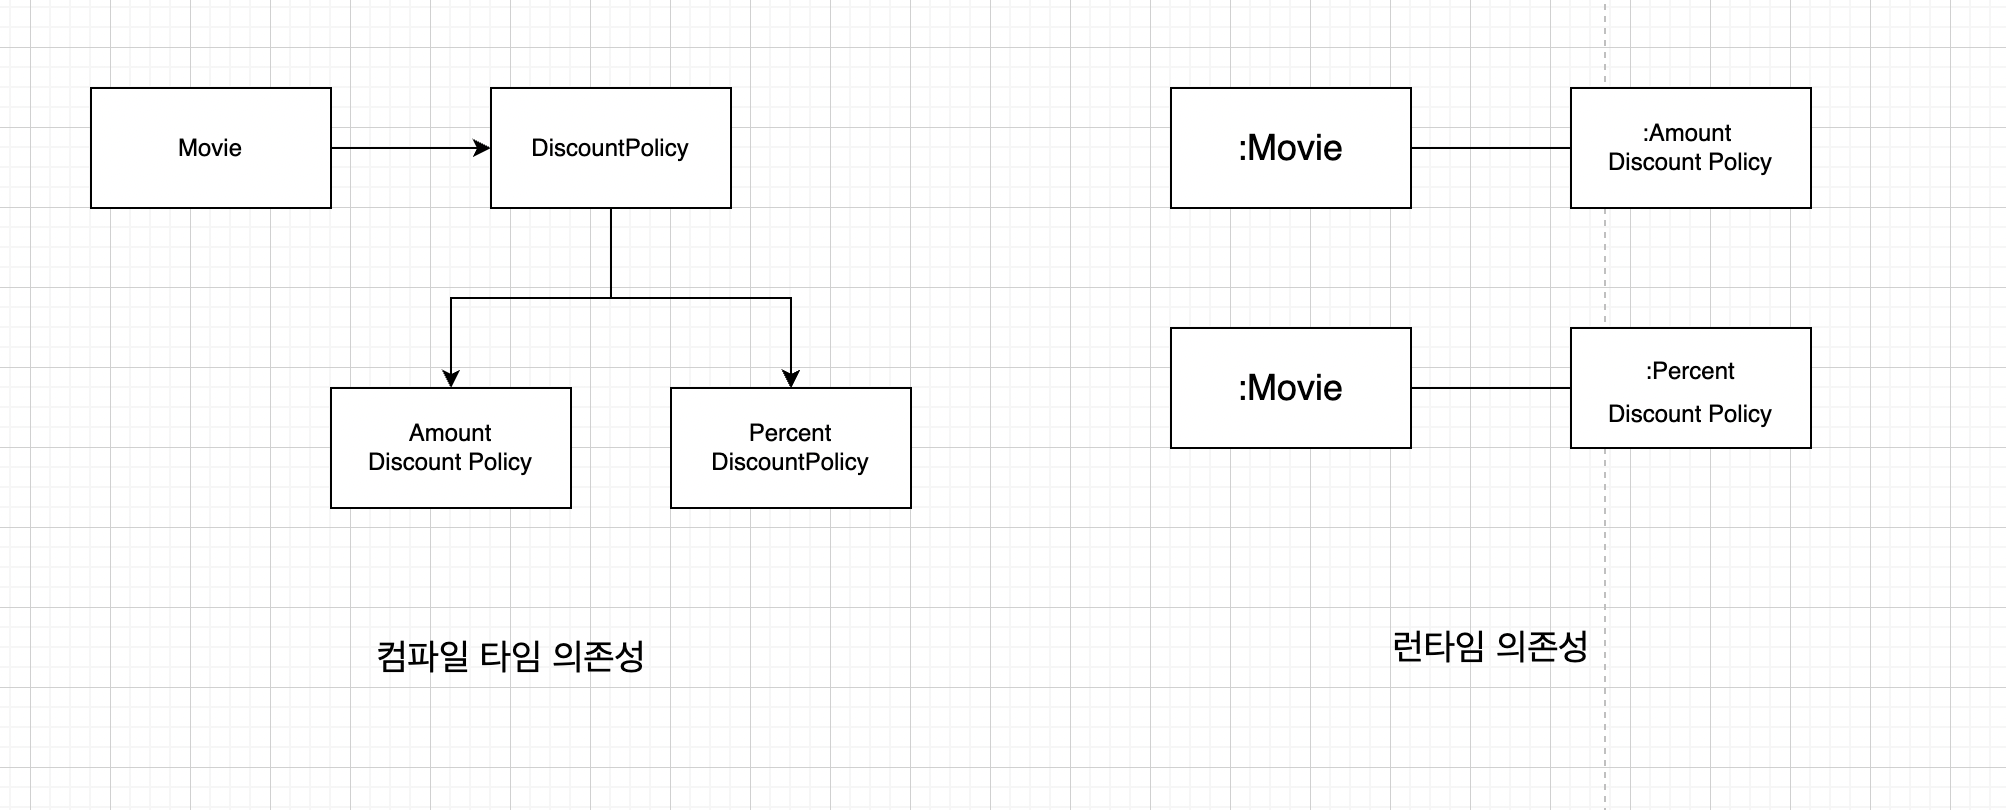 Movie
DiscountPolicy
Amount
Discount Policy
Percent
DiscountPolicy
컴파일 타임 의존성
:Movie
:Amount
Discount Policy
:Movie
:Percent
Discount Policy
런타임 의존성